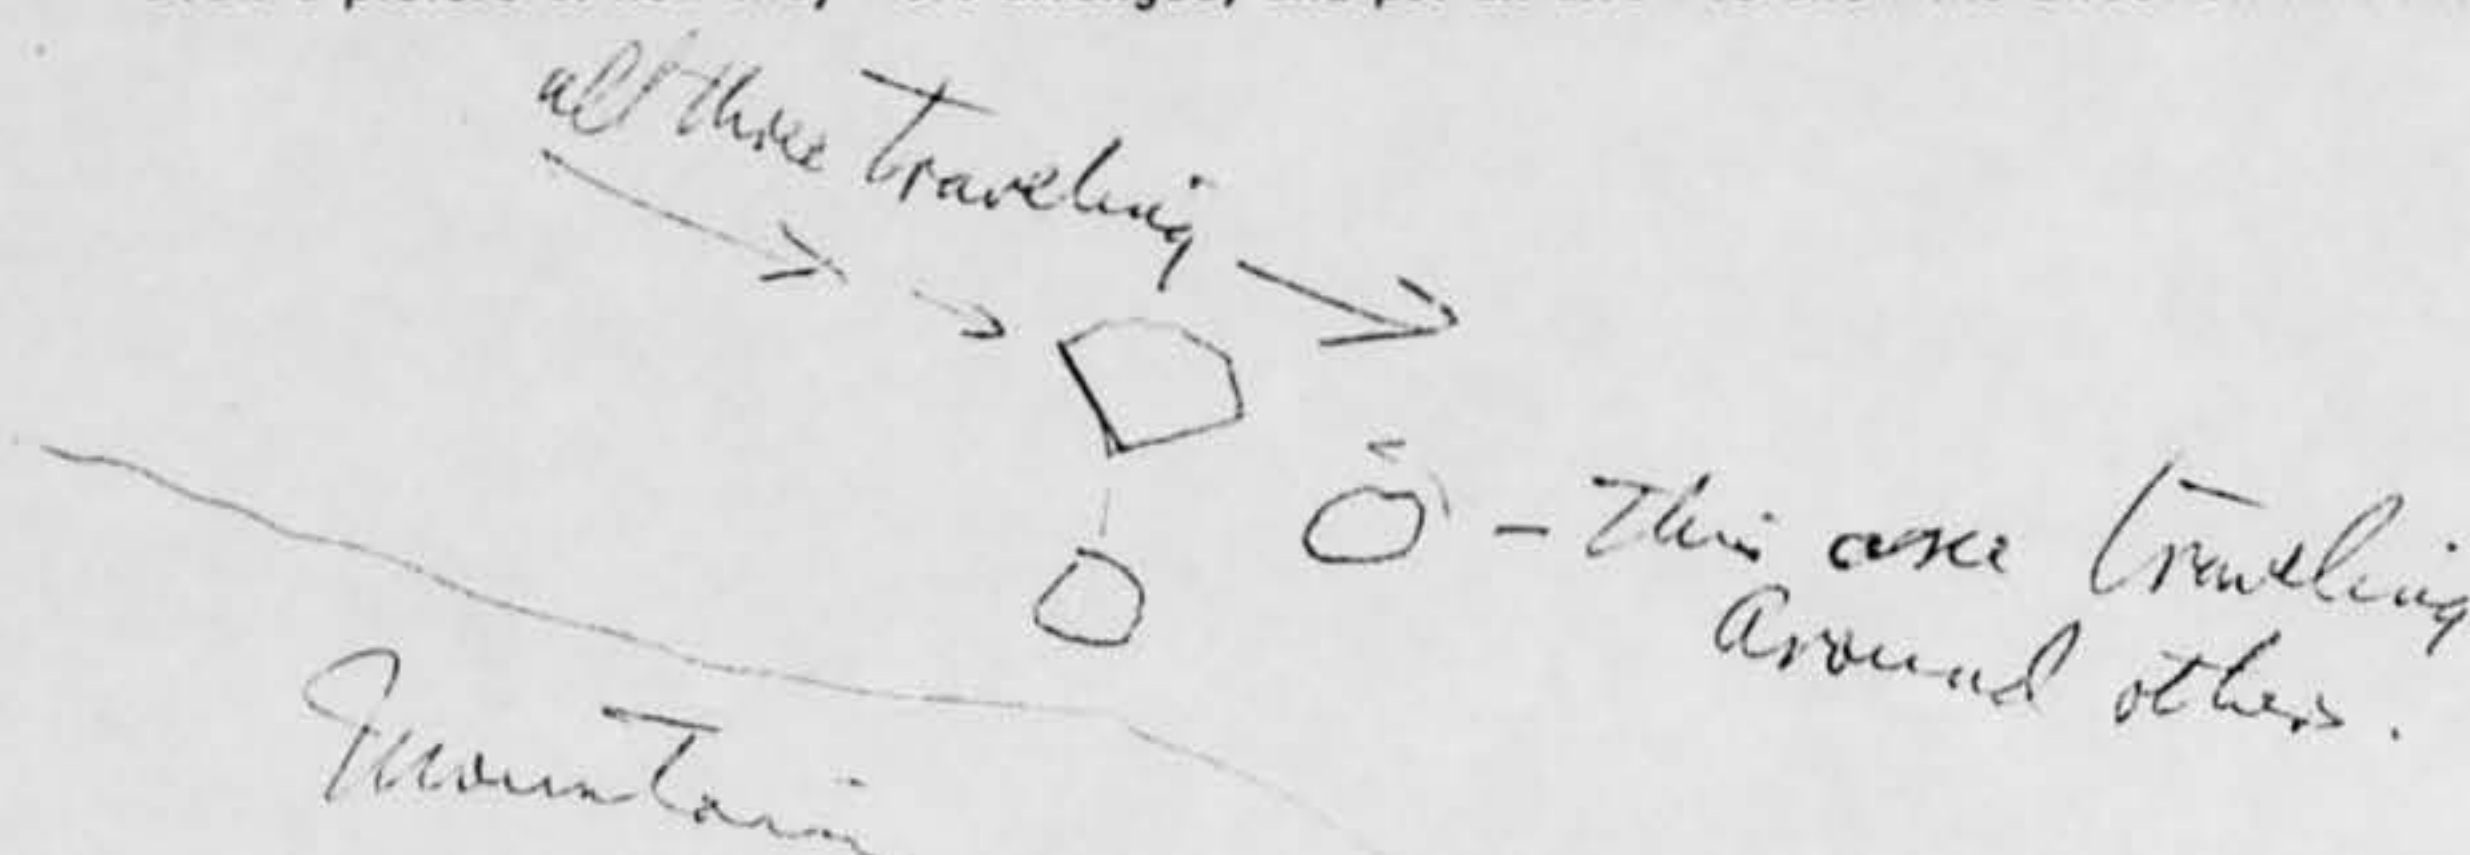 all three Traveling
- This one Traveling
Around others.
Mountain